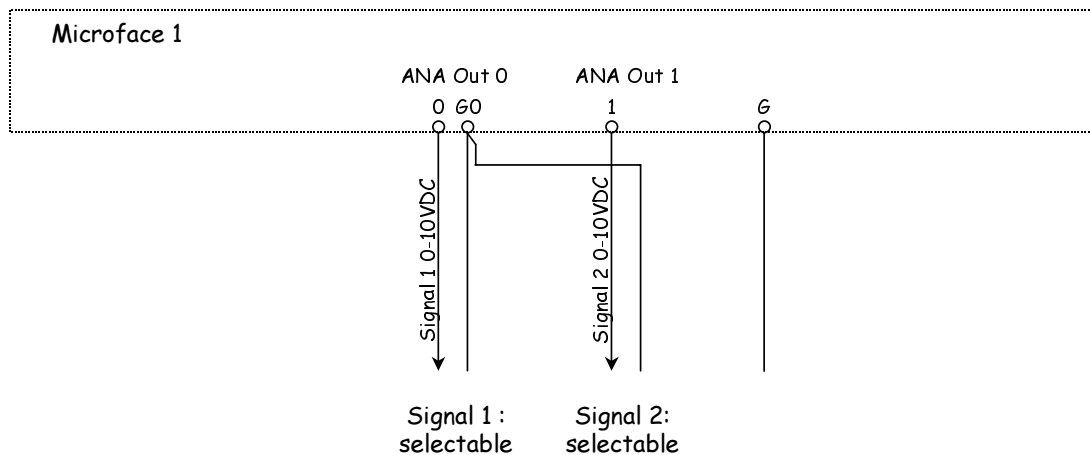 Microface 1
ANA Out 0
ANA Out 1
0 G0
1
G
Signal 1 0-10VDC
Signal 2 0-10VDC
Signal 1 :
selectable
Signal 2:
selectable